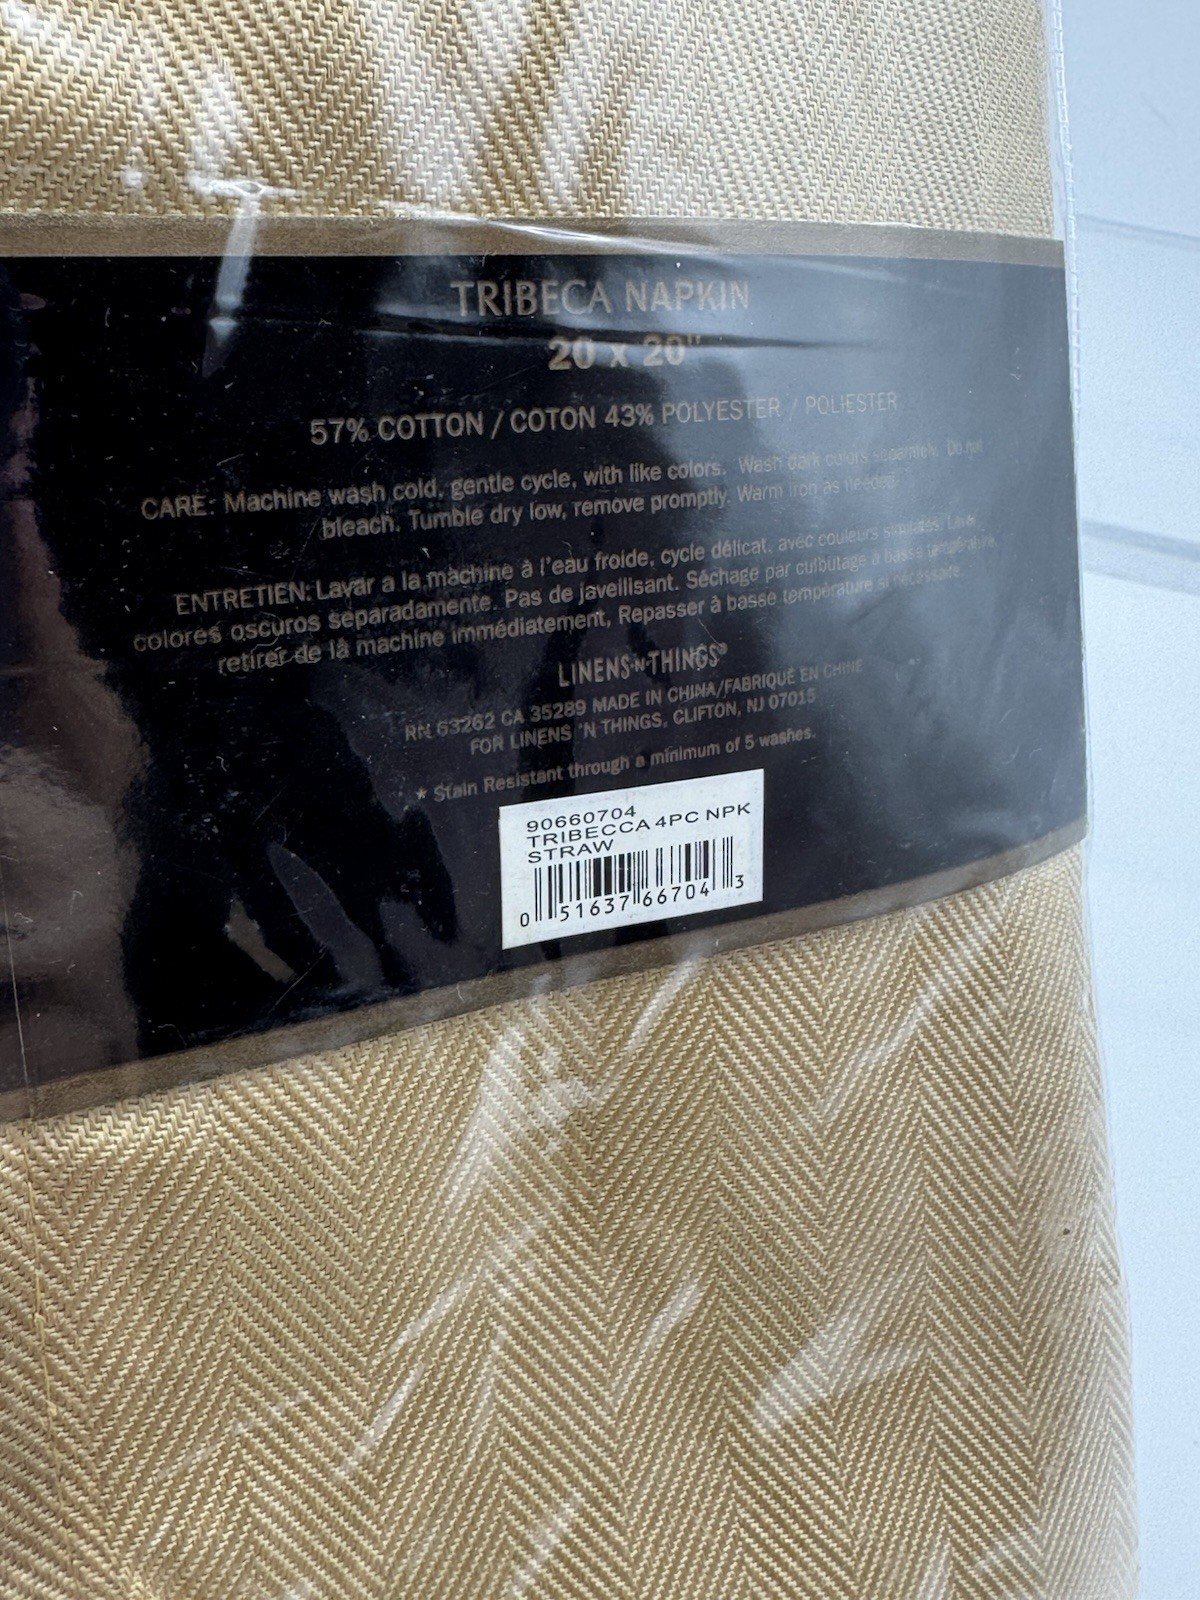 TRIBECA NAPKIN
20 x 20"
57% COTTON / COTON 43% POLYESTER / POLIESTER
CARE: Machine wash cold, gentle cycle, with like colors. Wash dark colors separately. Do not
bleach. Tumble dry low, remove promptly. Warm iron as needed.
ENTRETIEN: Lavar a la machine à l'eau froide, cycle délicat, avec couleurs similares. Lavar
colores oscuros separadamente. Pas de javeillsant. Séchage par culbutage à basse température,
retirer de là machine immédiatement, Repasser à basse température si nécessaire.
LINENS·N·THINGS®
RN 63262 CA 35289 MADE IN CHINA/FABRIQUÉ EN CHINE
FOR LINENS 'N THINGS, CLIFTON, NJ 07015
* Stain Resistant through a minimum of 5 washes.
90660704
TRIBECCA 4PC NPK
STRAW
0 51637 66704 3